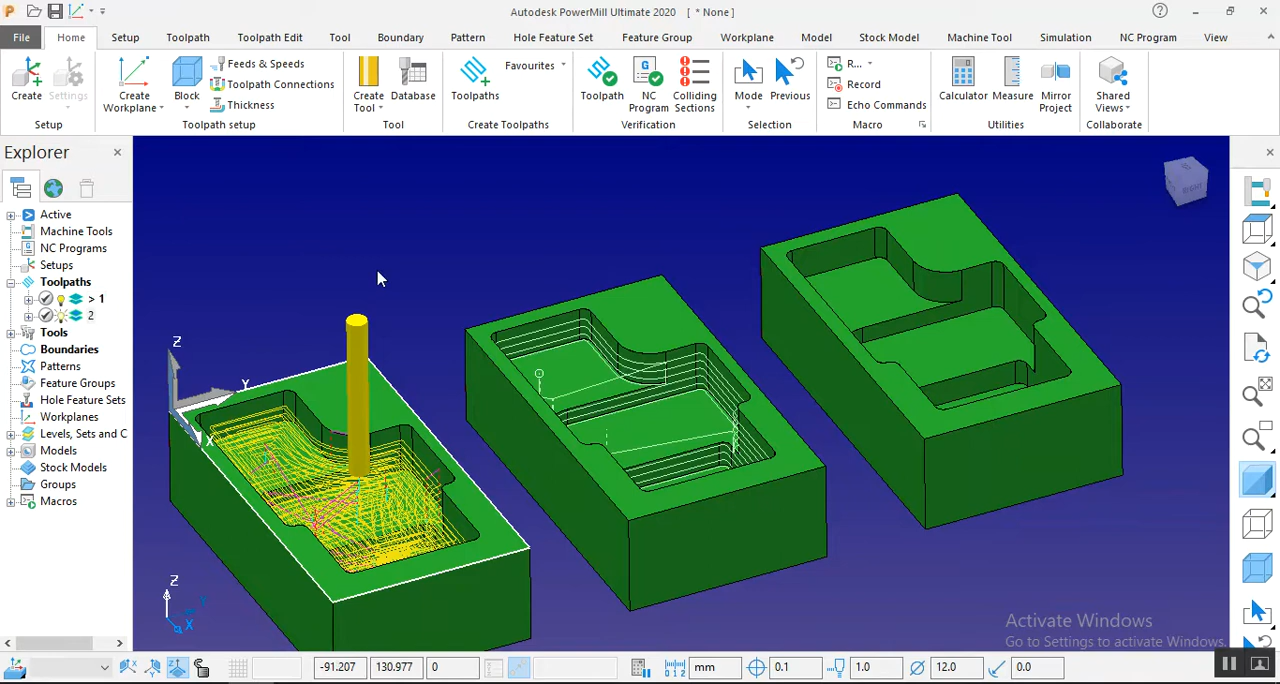 Autodesk PowerMill Ultimate 2020 [ * None ]
File Home Setup Toolpath Toolpath Edit Tool Boundary Pattern Hole Feature Set Feature Group Workplane Model Stock Model Machine Tool Simulation NC Program View
Create Settings
Setup
Create Workplane
Block
Feeds & Speeds
Toolpath Connections
Thickness
Toolpath setup
Create Tool
Database
Tool
Toolpaths
Favourites
Create Toolpaths
Toolpath
NC Program
Colliding Sections
Verification
Mode
Previous
Selection
R...
Record
Echo Commands
Macro
Calculator
Measure
Mirror Project
Utilities
Shared Views
Collaborate
Explorer
Active
Machine Tools
NC Programs
Setups
Toolpaths
> 1
2
Tools
Boundaries
Patterns
Feature Groups
Hole Feature Sets
Workplanes
Levels, Sets and C
Models
Stock Models
Groups
Macros
Z
Y
X
Z
Y
X
RIGHT
Activate Windows
Go to Settings to activate Windows.
-91.207 130.977 0 mm 0.1 1.0 12.0 0.0